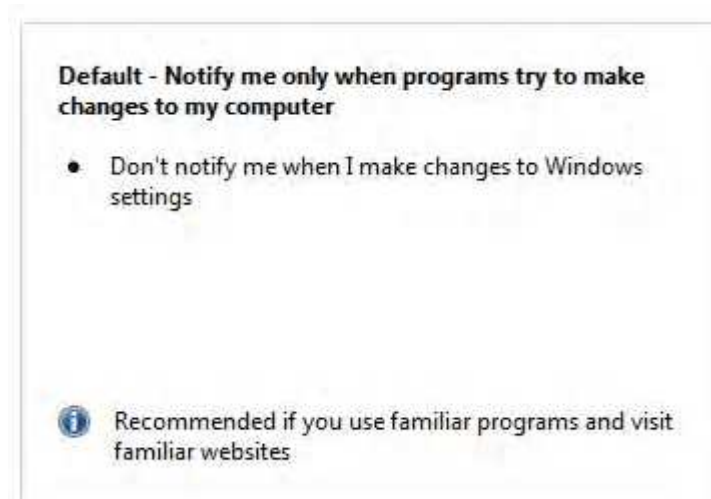 Default - Notify me only when programs try to make
changes to my computer
● Don't notify me when I make changes to Windows
settings
Recommended if you use familiar programs and visit
familiar websites